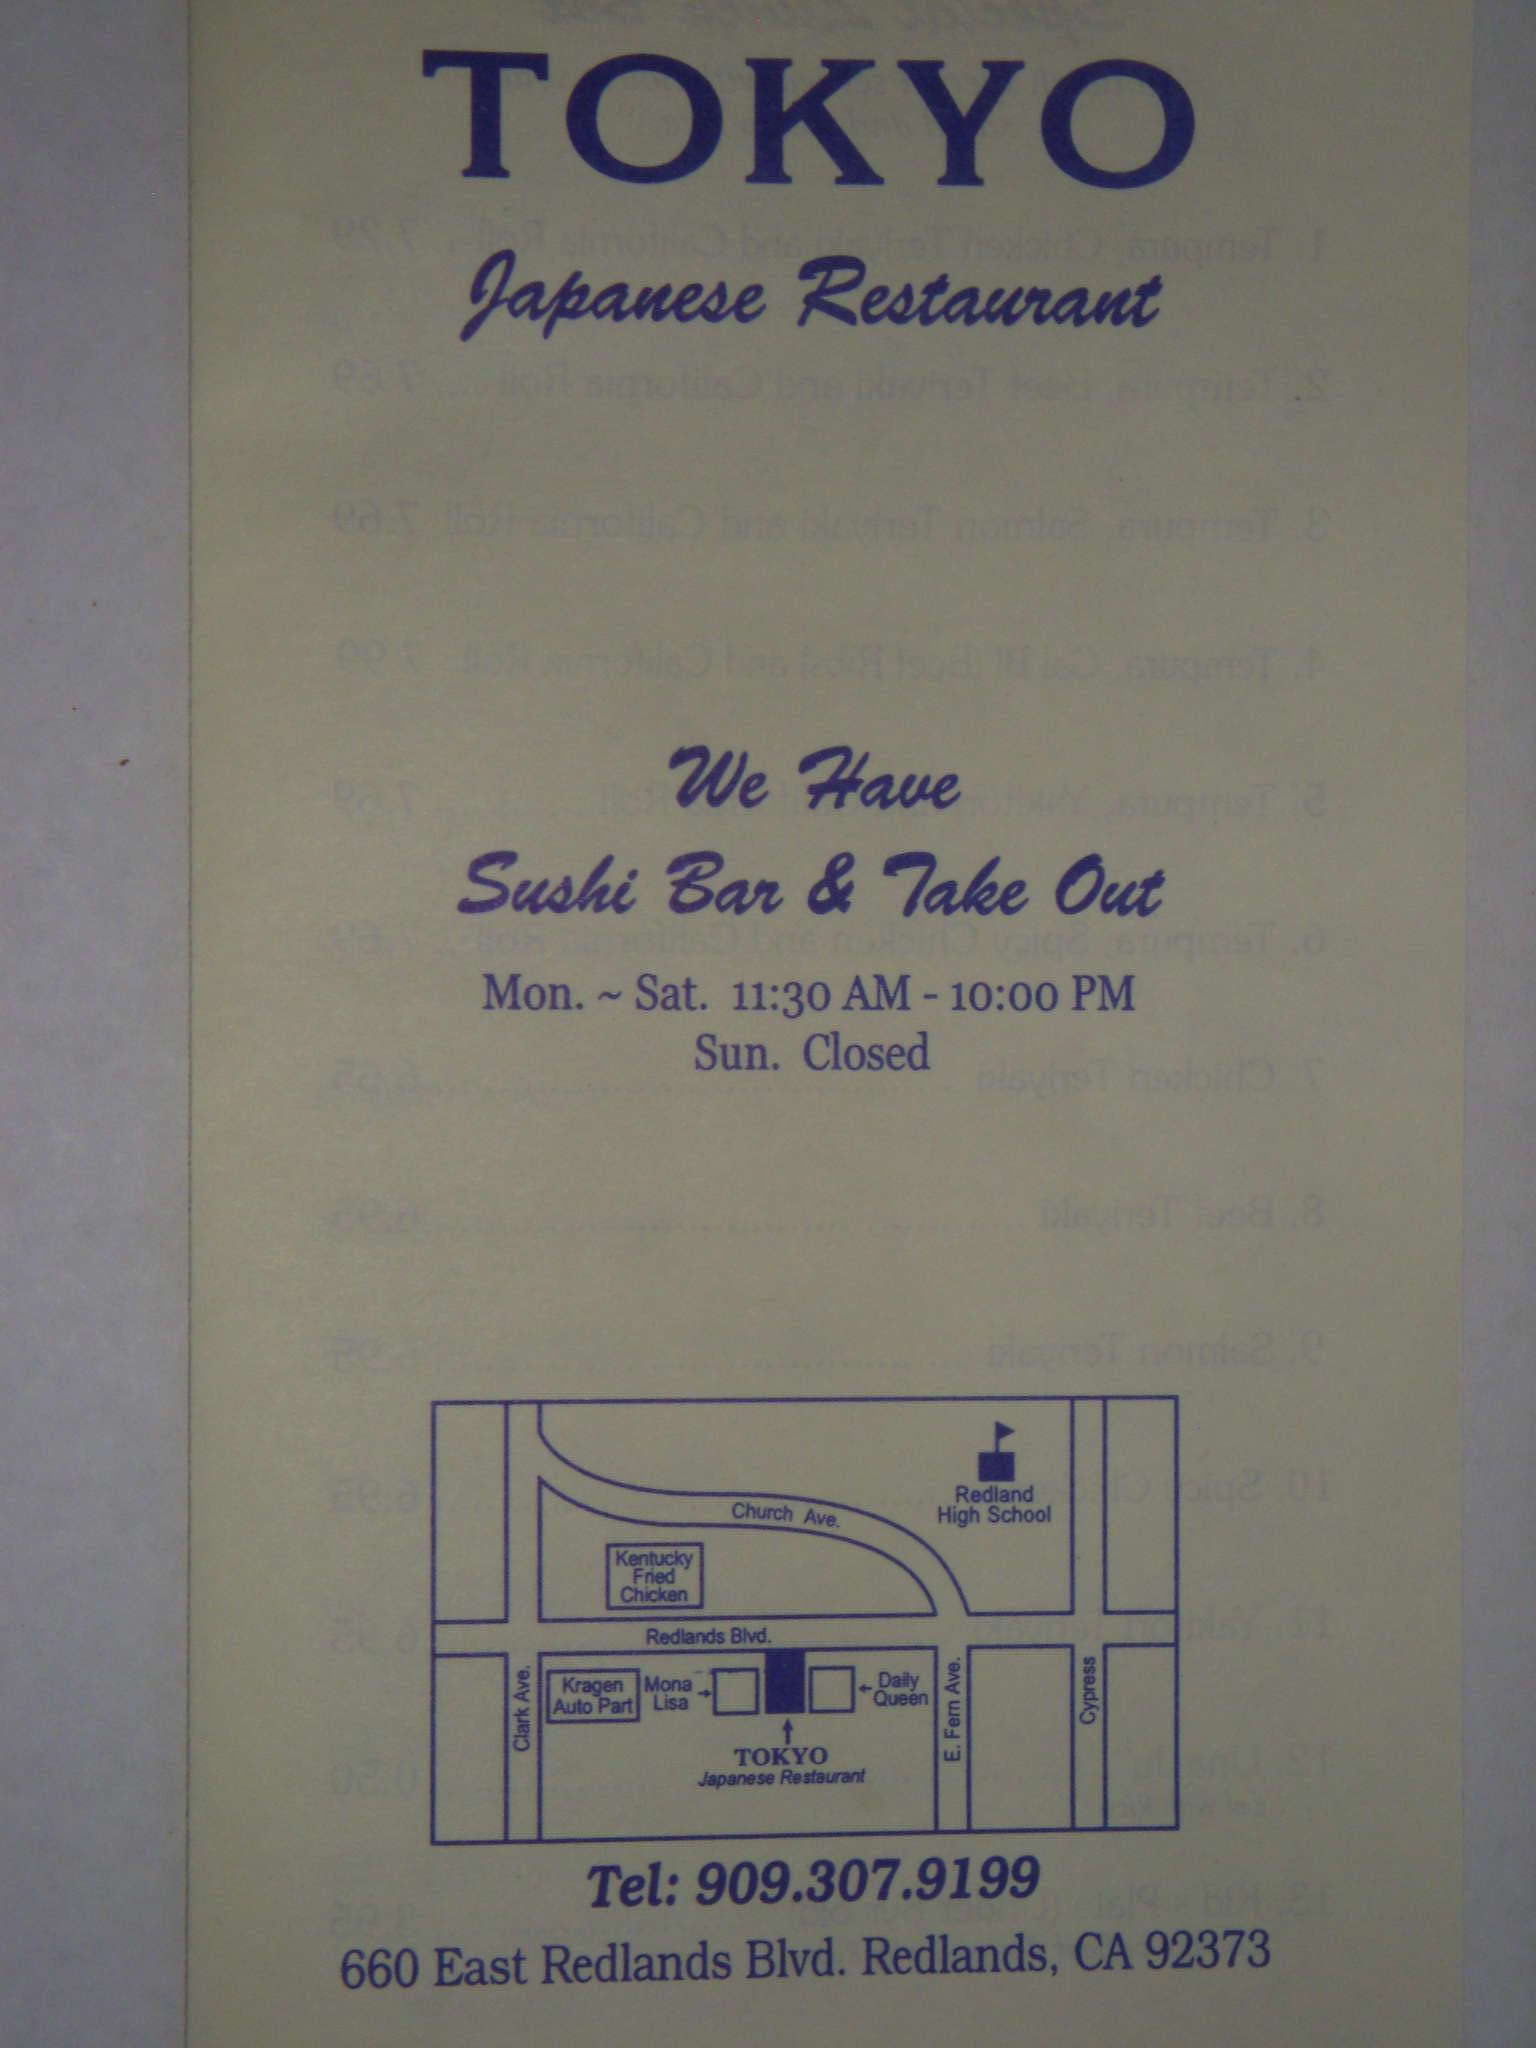 TOKYO
Japanese Restaurant
We Have
Sushi Bar & Take Out
Mon. ~ Sat. 11:30 AM - 10:00 PM
Sun. Closed
Redland
High School
Church Ave.
Kentucky
Fried
Chicken
Redlands Blvd.
Clark Ave.
Kragen
Auto Part
Mona
Lisa
Daily
Queen
E. Fern Ave.
Cypress
TOKYO
Japanese Restaurant
Tel: 909.307.9199
660 East Redlands Blvd. Redlands, CA 92373